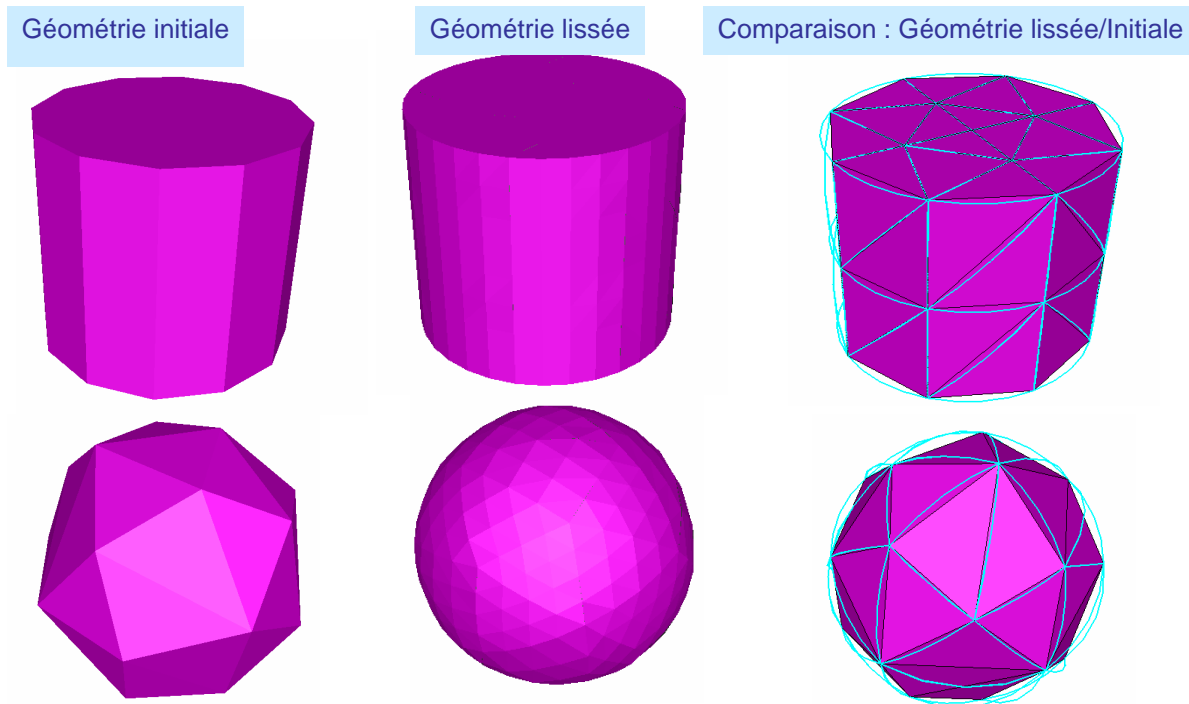 Géométrie initiale
Géométrie lissée
Comparaison : Géométrie lissée/Initiale